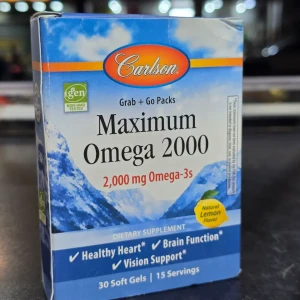 Carlson
Grab + Go Packs
igen
Maximum
Omega 2000
2,000 mg Omega-3s
Natural
Lemon
Flavor
DIETARY SUPPLEMENT
✓ Healthy Heart* ✓ Brain Function*
✓ Vision Support*
30 Soft Gels | 15 Servings